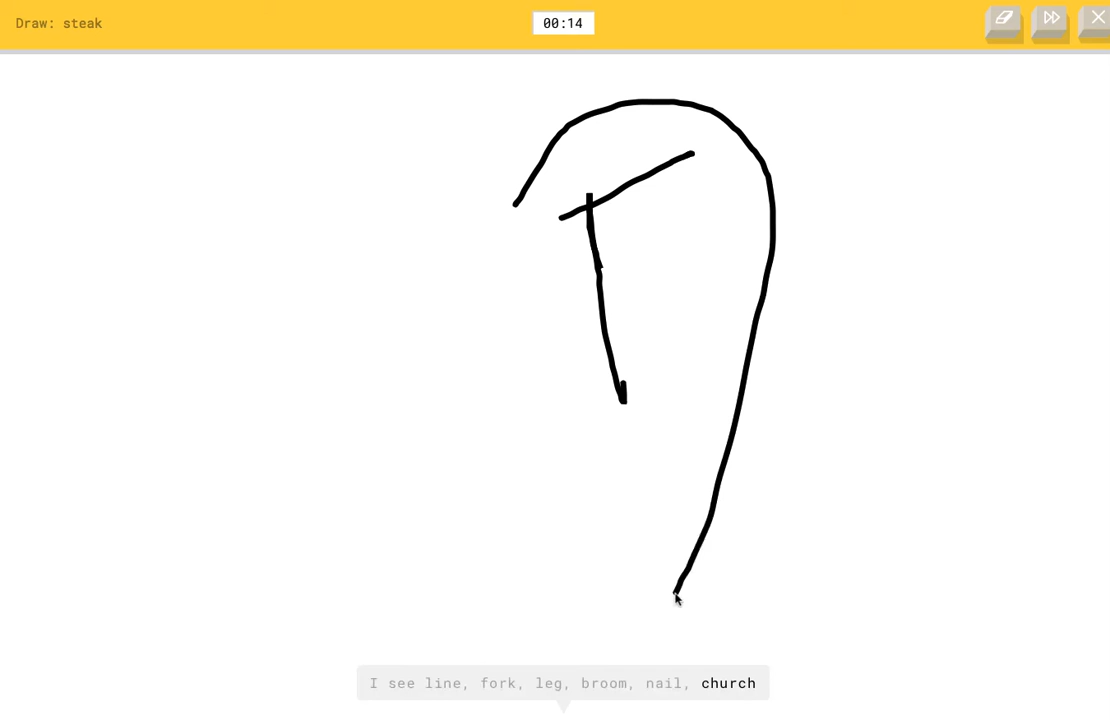 Draw: steak
00:14
I see line, fork, leg, broom, nail, church